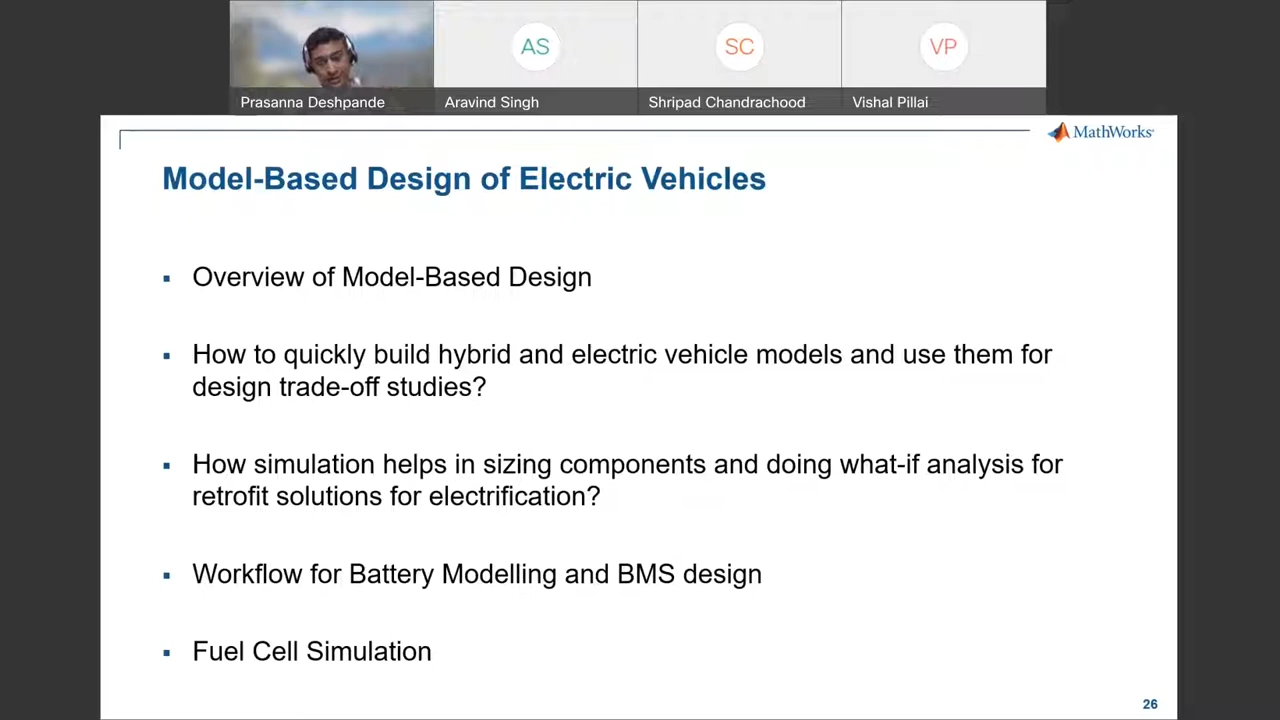 AS
SC
VP
Prasanna Deshpande
Aravind Singh
Shripad Chandrachood
Vishal Pillai
MathWorks
Model-Based Design of Electric Vehicles
▪ Overview of Model-Based Design
▪ How to quickly build hybrid and electric vehicle models and use them for
design trade-off studies?
▪ How simulation helps in sizing components and doing what-if analysis for
retrofit solutions for electrification?
▪ Workflow for Battery Modelling and BMS design
▪ Fuel Cell Simulation
26